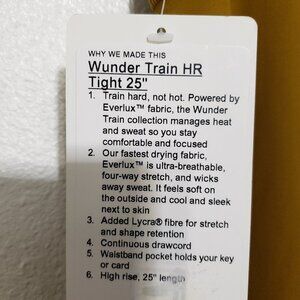 WHY WE MADE THIS
Wunder Train HR
Tight 25"
1. Train hard, not hot. Powered by
Everlux™ fabric, the Wunder
Train collection manages heat
and sweat so you stay
comfortable and focused
2. Our fastest drying fabric,
Everlux™ is ultra-breathable,
four-way stretch, and wicks
away sweat. It feels soft on
the outside and cool and sleek
next to skin
3. Added Lycra® fibre for stretch
and shape retention
4. Continuous drawcord
5. Waistband pocket holds your key
or card
6. High rise, 25" length